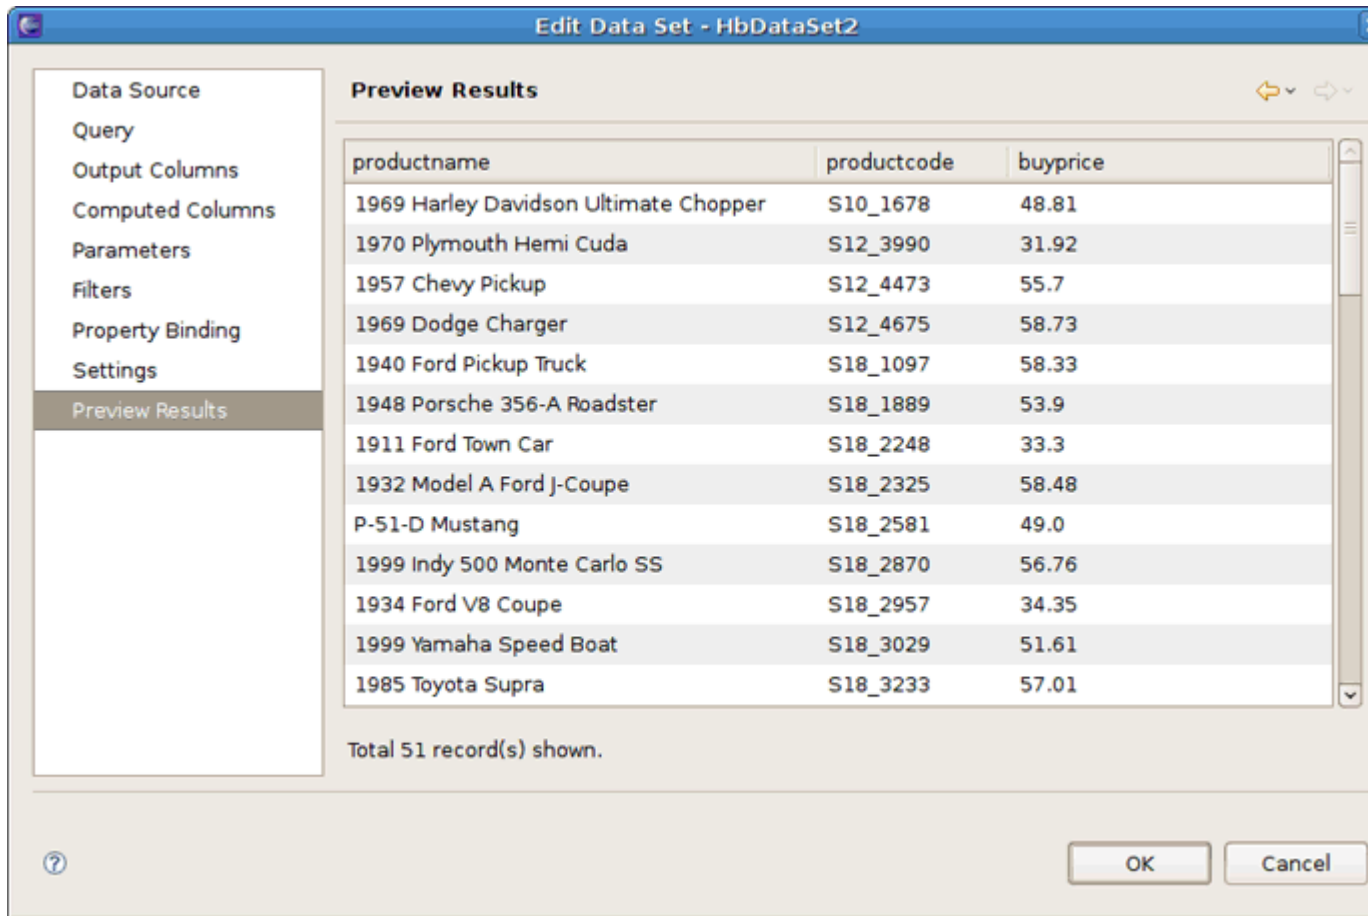 Edit Data Set - HbDataSet2
Data Source
Query
Output Columns
Computed Columns
Parameters
Filters
Property Binding
Settings
Preview Results
Preview Results
productname productcode buyprice
1969 Harley Davidson Ultimate Chopper S10_1678 48.81
1970 Plymouth Hemi Cuda S12_3990 31.92
1957 Chevy Pickup S12_4473 55.7
1969 Dodge Charger S12_4675 58.73
1940 Ford Pickup Truck S18_1097 58.33
1948 Porsche 356-A Roadster S18_1889 53.9
1911 Ford Town Car S18_2248 33.3
1932 Model A Ford J-Coupe S18_2325 58.48
P-51-D Mustang S18_2581 49.0
1999 Indy 500 Monte Carlo SS S18_2870 56.76
1934 Ford V8 Coupe S18_2957 34.35
1999 Yamaha Speed Boat S18_3029 51.61
1985 Toyota Supra S18_3233 57.01
Total 51 record(s) shown.
?
OK Cancel